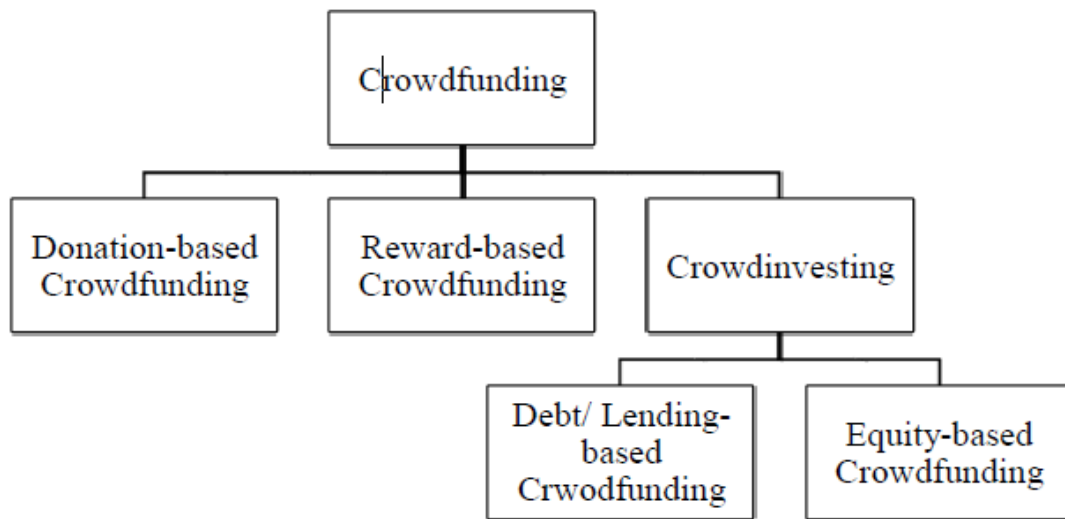 Crowdfunding
Donation-based
Crowdfunding
Reward-based
Crowdfunding
Crowdinvesting
Debt/ Lending-
based
Crwodfunding
Equity-based
Crowdfunding